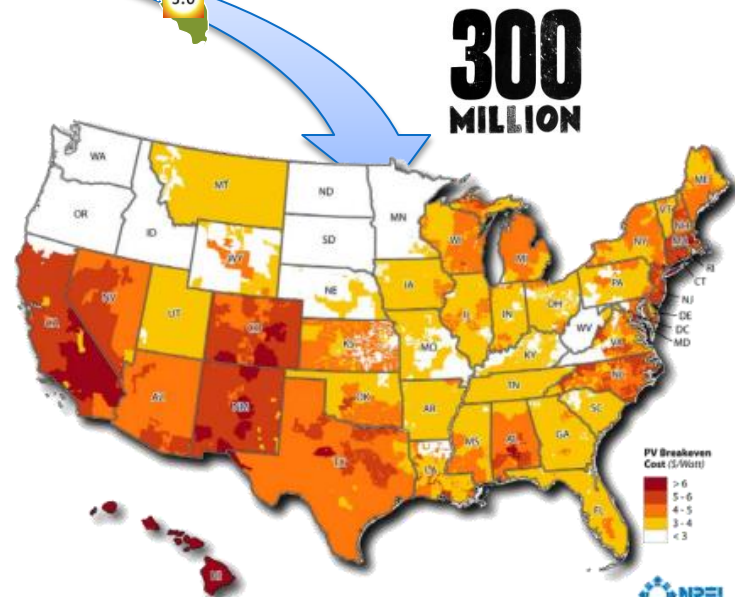 300
MILLION
WA
MT
ND
ME
OR
ID
MN
VT
NH
SD
WI
NY
MA
WY
MI
RI
CT
IA
PA
NE
NJ
NV
OH
DE
UT
IL
IN
DC
CA
CO
WV
MD
KS
MO
VA
KY
NC
TN
AZ
OK
NM
AR
SC
MS
AL
GA
TX
LA
PV Breakeven
Cost ($/Watt)
> 6
5 - 6
4 - 5
3 - 4
< 3
FL
HI